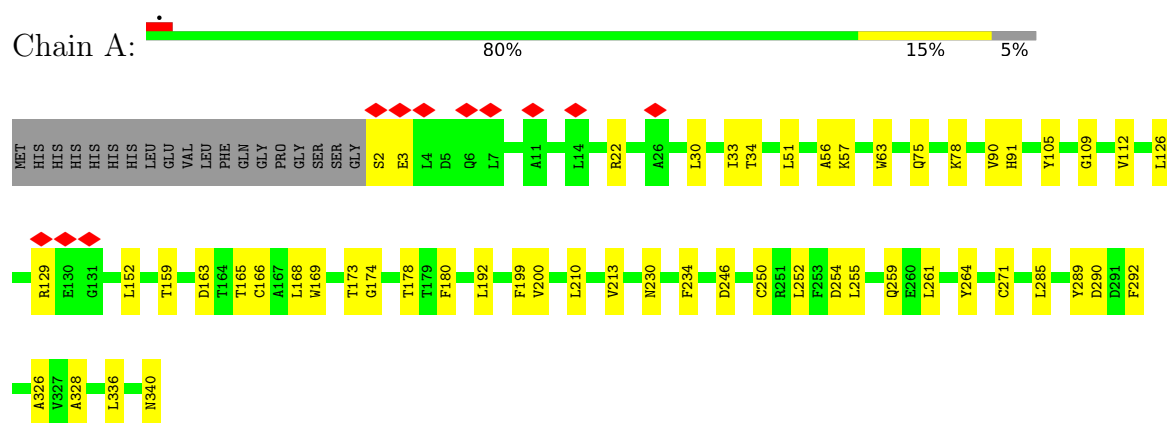 Chain A:
80% 15% 5%
MET HIS HIS HIS HIS HIS HIS LEU GLU VAL LEU PHE GLN GLY PRO GLY SER SER GLY S2 E3 L4 D5 Q6 L7 A11 L14 R22 A26 L30 I33 T34 L51 A56 K57 W63 Q75 K78 V90 H91 Y105 G109 V112 L126
R129 E130 G131 L152 T159 D163 T164 T165 C166 A167 L168 W169 T173 G174 T178 T179 F180 L192 F199 V200 L210 V213 N230 F234 D246 C250 R251 L252 F253 D254 L255 Q259 E260 L261 Y264 C271 L285 Y289 D290 D291 F292
A326 V327 A328 L336 N340